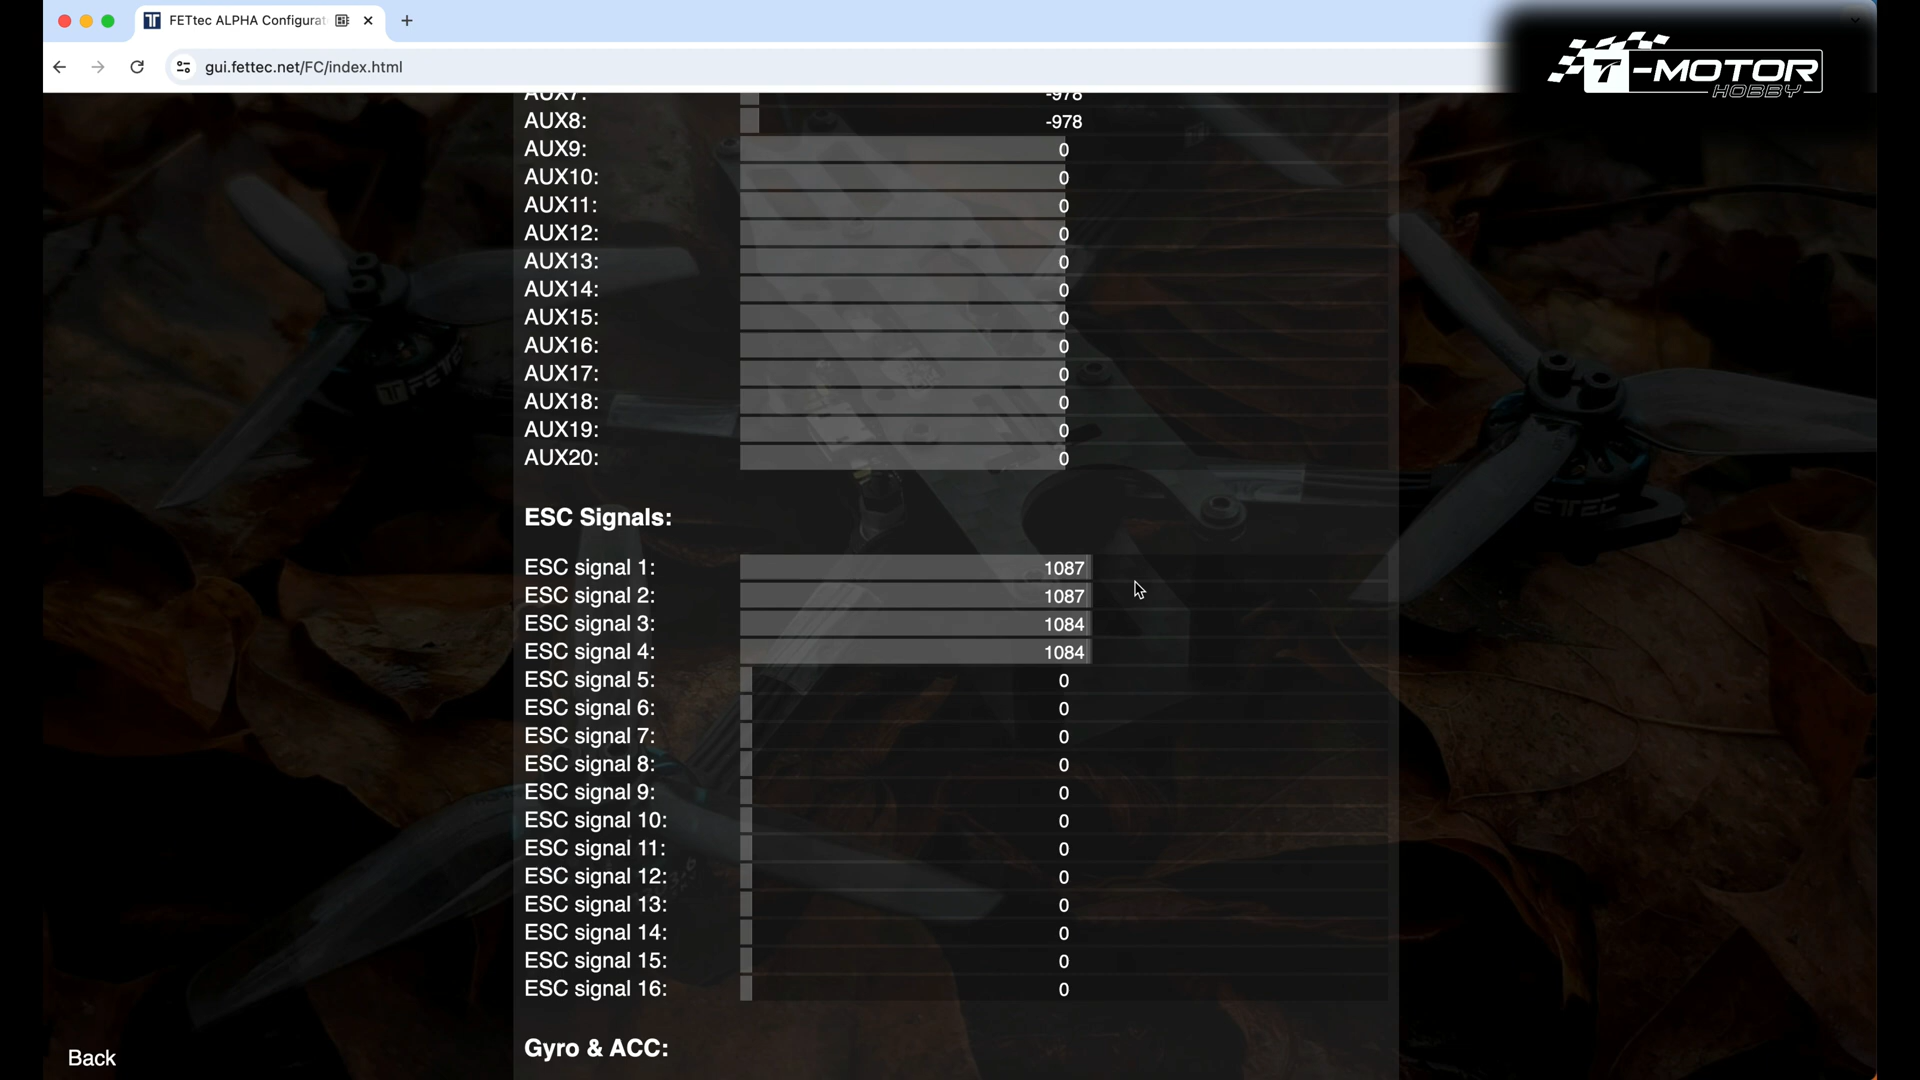 FETtec ALPHA Configurat
gui.fettec.net/FC/index.html
T-MOTOR
HOBBY
AUX7: -978
AUX8: -978
AUX9: 0
AUX10: 0
AUX11: 0
AUX12: 0
AUX13: 0
AUX14: 0
AUX15: 0
AUX16: 0
AUX17: 0
AUX18: 0
AUX19: 0
AUX20: 0
ESC Signals:
ESC signal 1: 1087
ESC signal 2: 1087
ESC signal 3: 1084
ESC signal 4: 1084
ESC signal 5: 0
ESC signal 6: 0
ESC signal 7: 0
ESC signal 8: 0
ESC signal 9: 0
ESC signal 10: 0
ESC signal 11: 0
ESC signal 12: 0
ESC signal 13: 0
ESC signal 14: 0
ESC signal 15: 0
ESC signal 16: 0
Gyro & ACC:
Back
FETEC